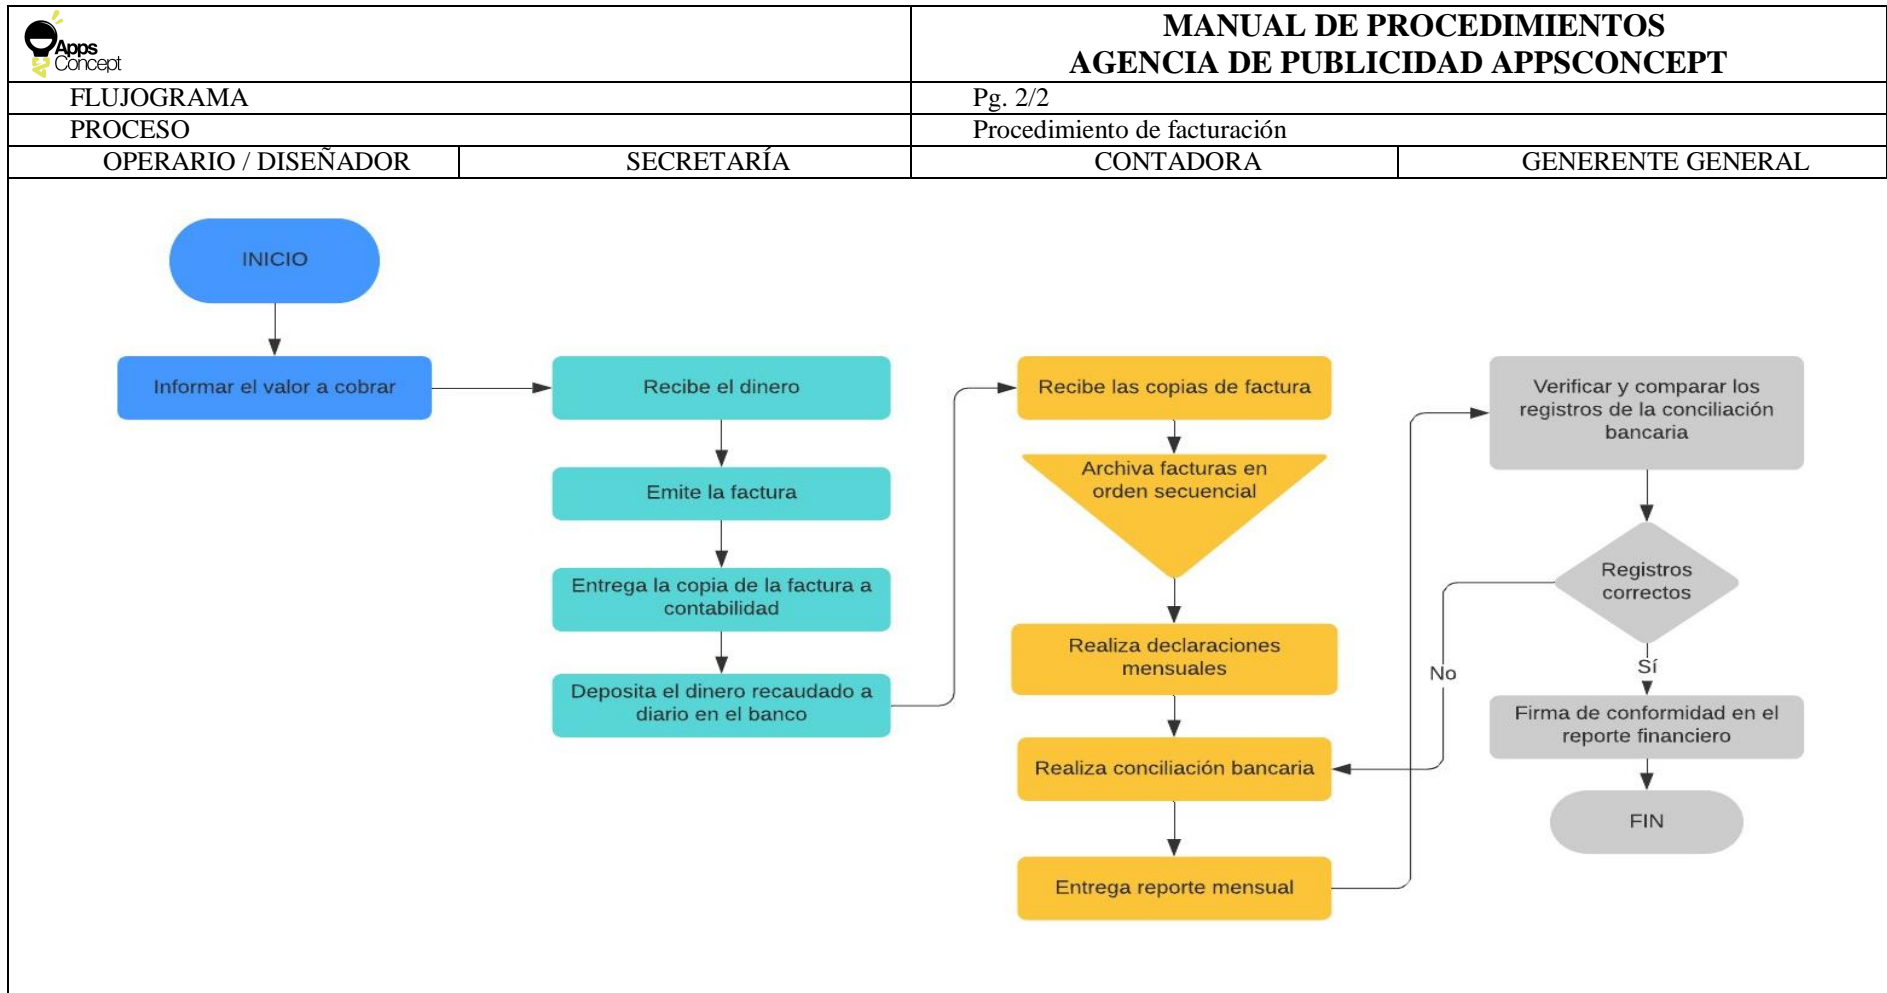 Apps
Concept
MANUAL DE PROCEDIMIENTOS
AGENCIA DE PUBLICIDAD APPSCONCEPT
FLUJOGRAMA
Pg. 2/2
PROCESO
Procedimiento de facturación
OPERARIO / DISEÑADOR
SECRETARÍA
CONTADORA
GENERENTE GENERAL
INICIO
Informar el valor a cobrar
Recibe el dinero
Emite la factura
Entrega la copia de la factura a
contabilidad
Deposita el dinero recaudado a
diario en el banco
Recibe las copias de factura
Archiva facturas en
orden secuencial
Realiza declaraciones
mensuales
Realiza conciliación bancaria
Entrega reporte mensual
Verificar y comparar los
registros de la conciliación
bancaria
Registros
correctos
No
Sí
Firma de conformidad en el
reporte financiero
FIN